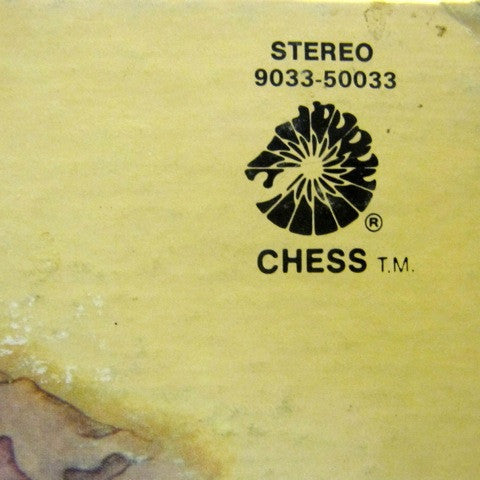 STEREO
9033-50033
®
CHESS T.M.